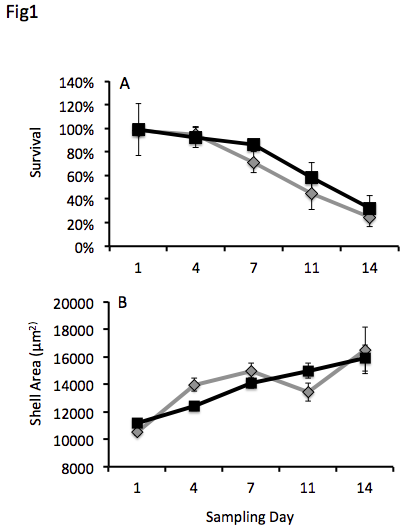 Fig1
A
140%
120%
100%
80%
60%
40%
20%
0%
Survival
1 4 7 11 14
B
20000
18000
16000
14000
12000
10000
8000
Shell Area (µm²)
1 4 7 11 14
Sampling Day